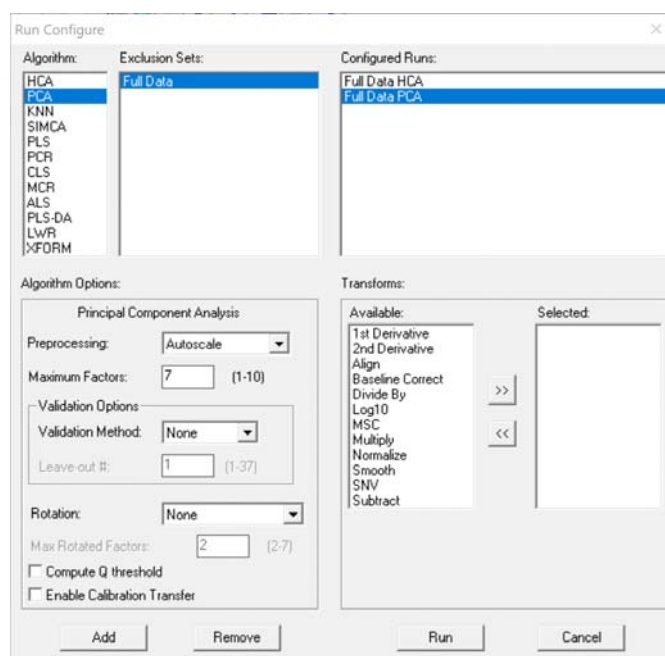 Run Configure
Algorithm:
Exclusion Sets:
Configured Runs:
HCA
PCA
KNN
SIMCA
PLS
PCR
CLS
MCR
ALS
PLS-DA
LWR
XFORM
Full Data
Full Data HCA
Full Data PCA
Algorithm Options:
Principal Component Analysis
Preprocessing: Autoscale
Maximum Factors: 7 (1-10)
Validation Options
Validation Method: None
Leave-out #: 1 (1-37)
Rotation: None
Max Rotated Factors: 2 (2-7)
Compute Q threshold
Enable Calibration Transfer
Transforms:
Available:
Selected:
1st Derivative
2nd Derivative
Align
Baseline Correct
Divide By
Log10
MSC
Multiply
Normalize
Smooth
SNV
Subtract
>>
<<
Add
Remove
Run
Cancel